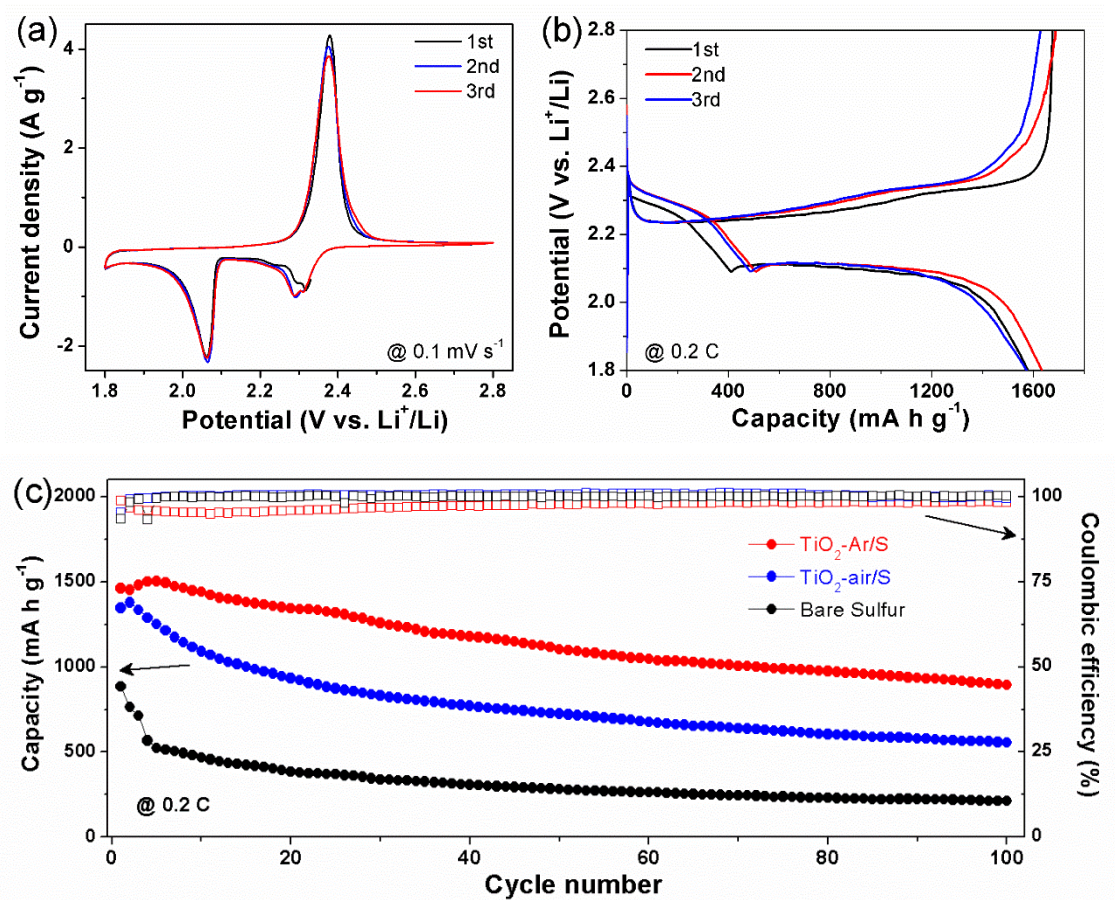 (a)
Current density (A g⁻¹)
4
2
0
-2
1st
2nd
3rd
@ 0.1 mV s⁻¹
1.8 2.0 2.2 2.4 2.6 2.8
Potential (V vs. Li⁺/Li)
(b)
Potential (V vs. Li⁺/Li)
2.8
2.6
2.4
2.2
2.0
1.8
1st
2nd
3rd
@ 0.2 C
0 400 800 1200 1600
Capacity (mA h g⁻¹)
(c)
Capacity (mA h g⁻¹)
2000
1500
1000
500
0
TiO₂-Ar/S
TiO₂-air/S
Bare Sulfur
@ 0.2 C
100
75
50
25
0
Coulombic efficiency
(%)
0 20 40 60 80 100
Cycle number